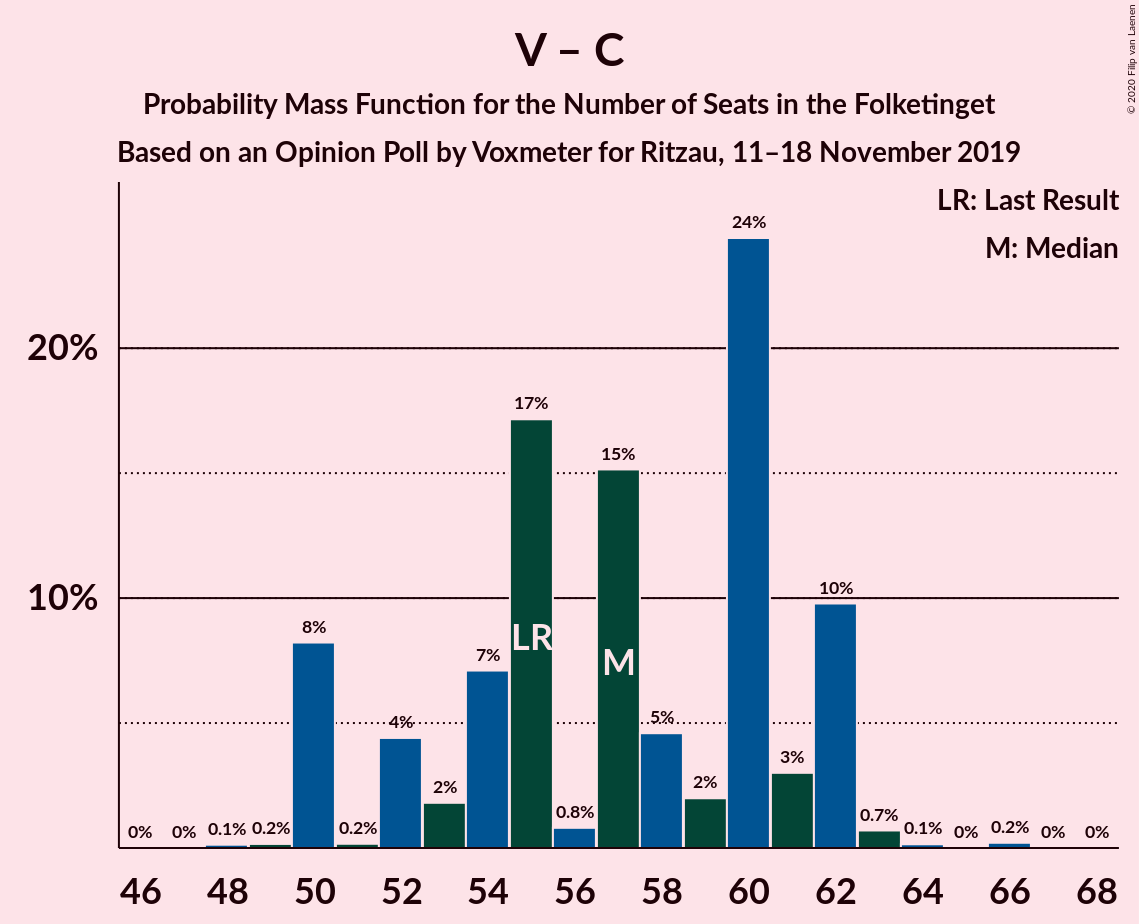 V – C
Probability Mass Function for the Number of Seats in the Folketinget
Based on an Opinion Poll by Voxmeter for Ritzau, 11–18 November 2019
© 2020 Filip van Laenen
LR: Last Result
M: Median
20%
10%
0%
0%
0.1%
0.2%
8%
0.2%
4%
2%
7%
17%
0.8%
15%
5%
2%
24%
3%
10%
0.7%
0.1%
0%
0.2%
0%
0%
LR
M
46 48 50 52 54 56 58 60 62 64 66 68